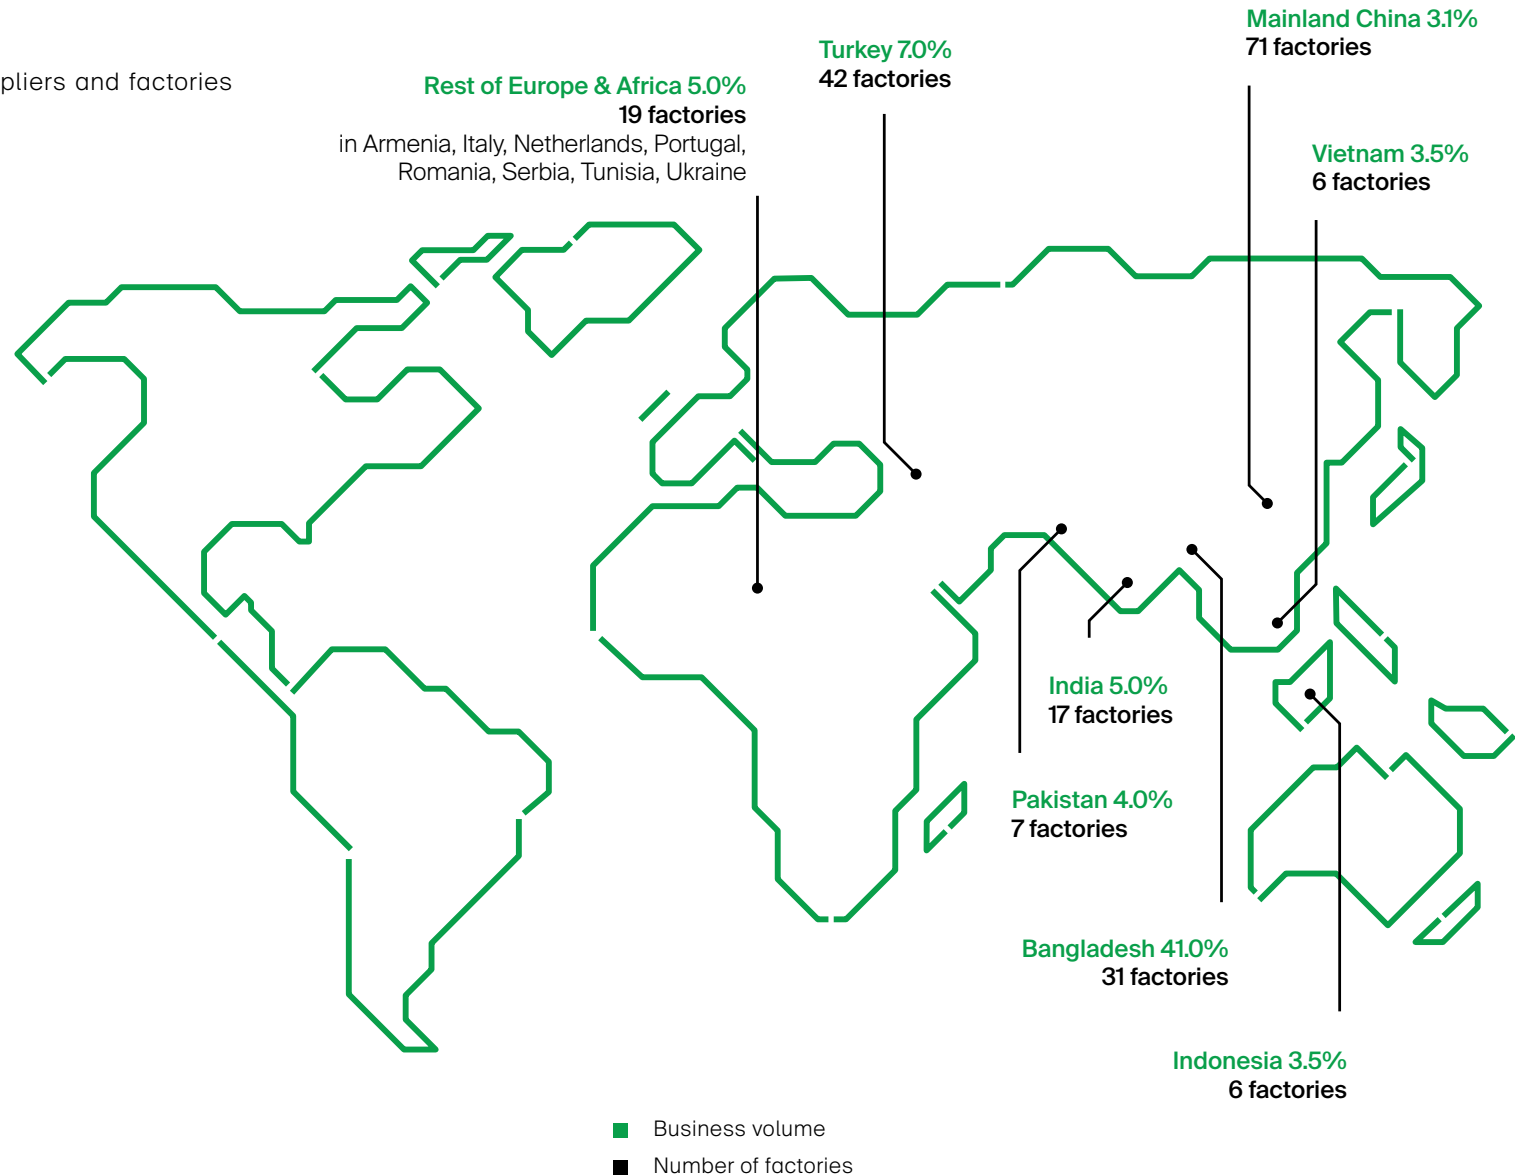 pliers and factories
Rest of Europe & Africa 5.0%
19 factories
in Armenia, Italy, Netherlands, Portugal,
Romania, Serbia, Tunisia, Ukraine
Turkey 7.0%
42 factories
Mainland China 3.1%
71 factories
Vietnam 3.5%
6 factories
India 5.0%
17 factories
Pakistan 4.0%
7 factories
Bangladesh 41.0%
31 factories
Indonesia 3.5%
6 factories
Business volume
Number of factories